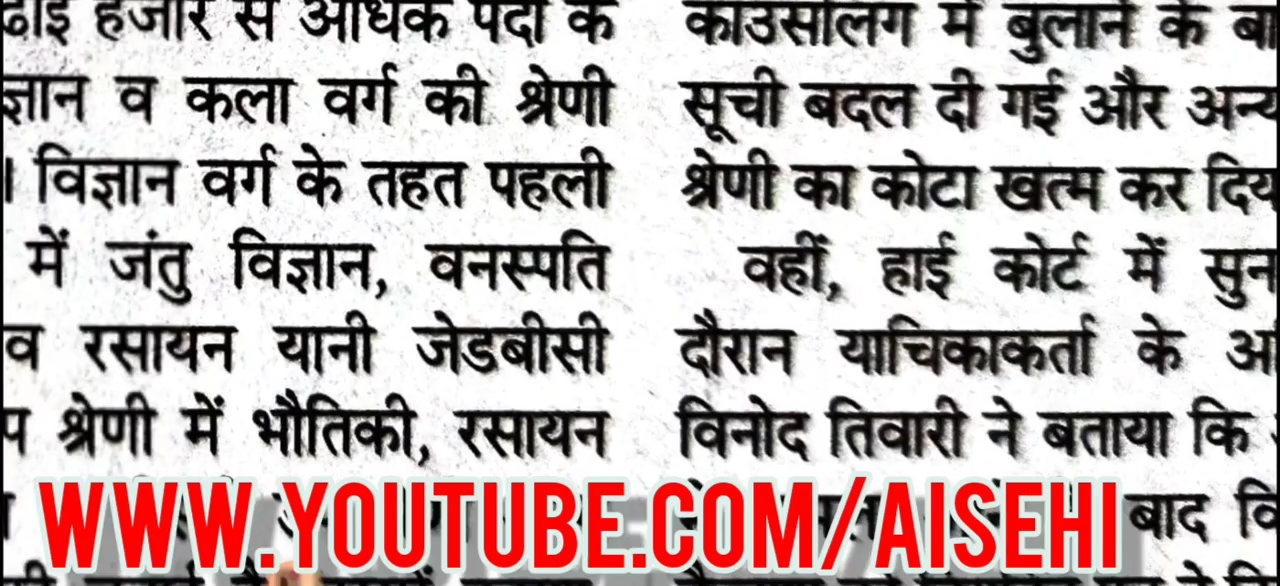 ढाई हजार से अधिक पदों के
ज्ञान व कला वर्ग की श्रेणी
। विज्ञान वर्ग के तहत पहली
में जंतु विज्ञान, वनस्पति
व रसायन यानी जेडबीसी
श्रेणी में भौतिकी, रसायन
काउंसलिंग में बुलाने के
सूची बदल दी गई और अन्य
श्रेणी का कोटा खत्म कर
वहीं, हाई कोर्ट में
दौरान याचिकाकर्ता के
विनोद तिवारी ने बताया कि
बाद
WWW.YOUTUBE.COM/AISEHI